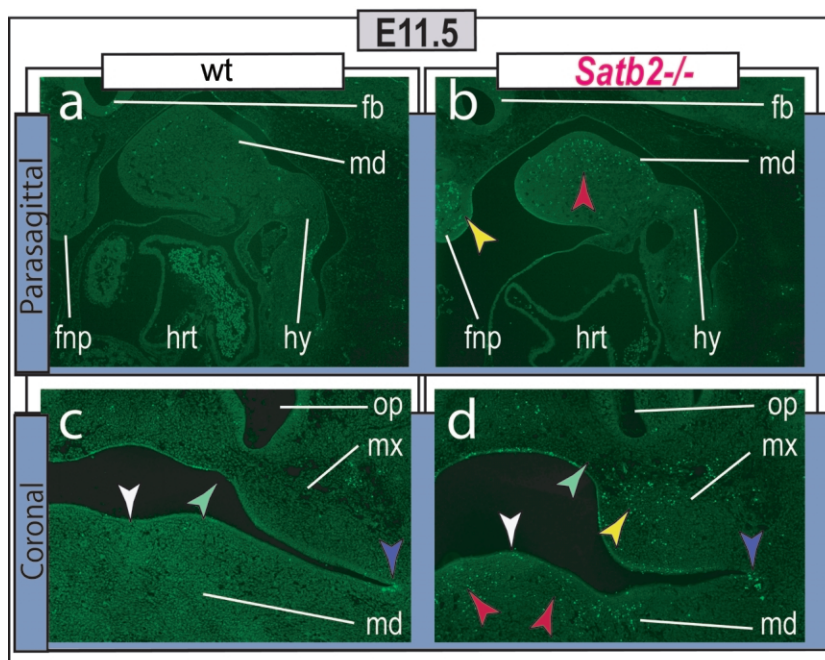 E11.5
wt
Satb2-/-
Parasagittal
a
fb
md
fnp
hrt
hy
b
fb
md
fnp
hrt
hy
Coronal
c
op
mx
md
d
op
mx
md